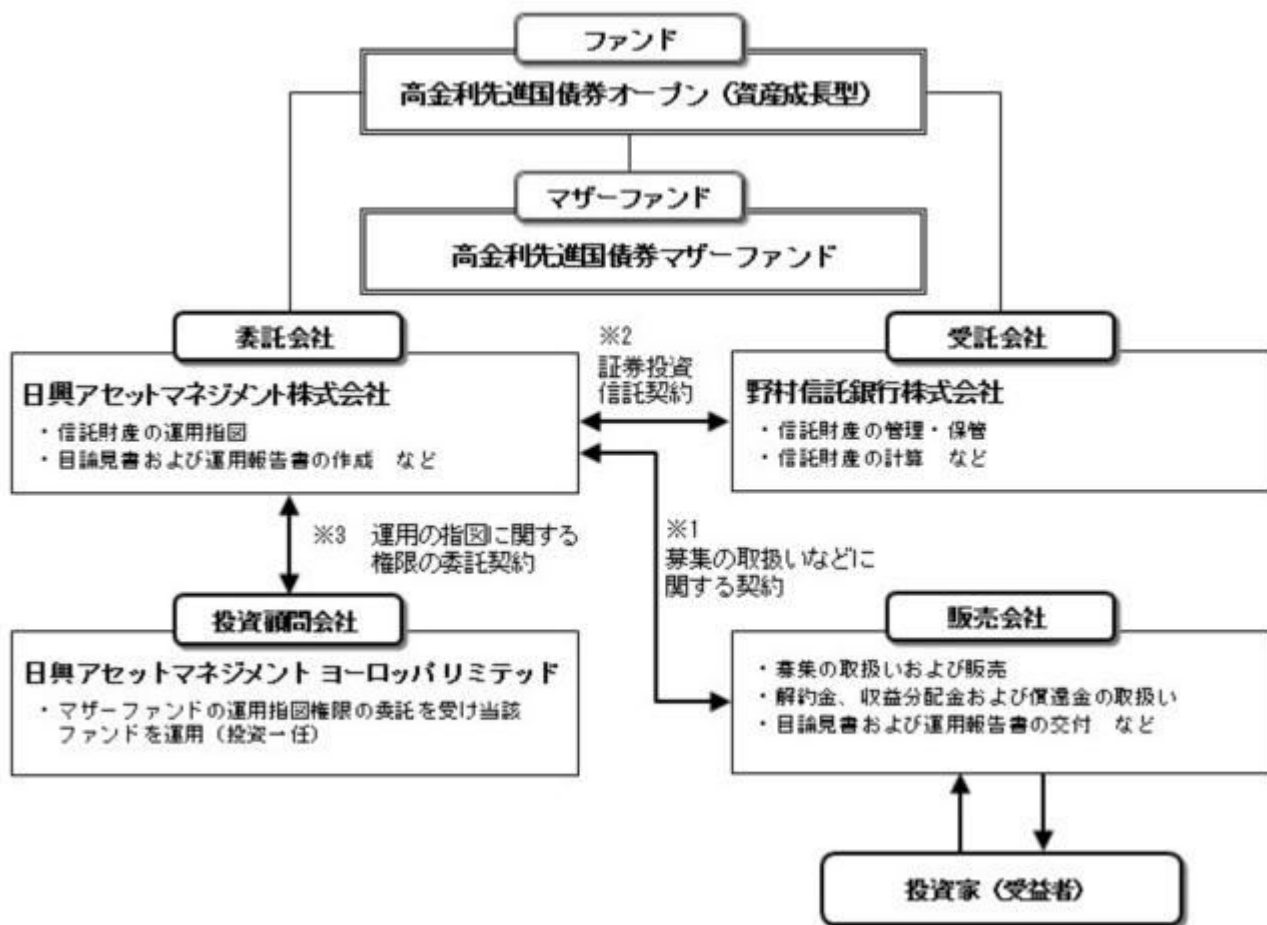 ファンド
高金利先進国債券オープン（資産成長型）
マザーファンド
高金利先進国債券マザーファンド
委託会社
日興アセットマネジメント株式会社
・信託財産の運用指図
・目論見書および運用報告書の作成　など
※2
証券投資
信託契約
受託会社
野村信託銀行株式会社
・信託財産の管理・保管
・信託財産の計算　など
※3　運用の指図に関する
権限の委託契約
※1
募集の取扱いなどに
関する契約
投資顧問会社
日興アセットマネジメント ヨーロッパ リミテッド
・マザーファンドの運用指図権限の委託を受け当該
ファンドを運用（投資一任）
販売会社
・募集の取扱いおよび販売
・解約金、収益分配金および償還金の取扱い
・目論見書および運用報告書の交付　など
投資家（受益者）